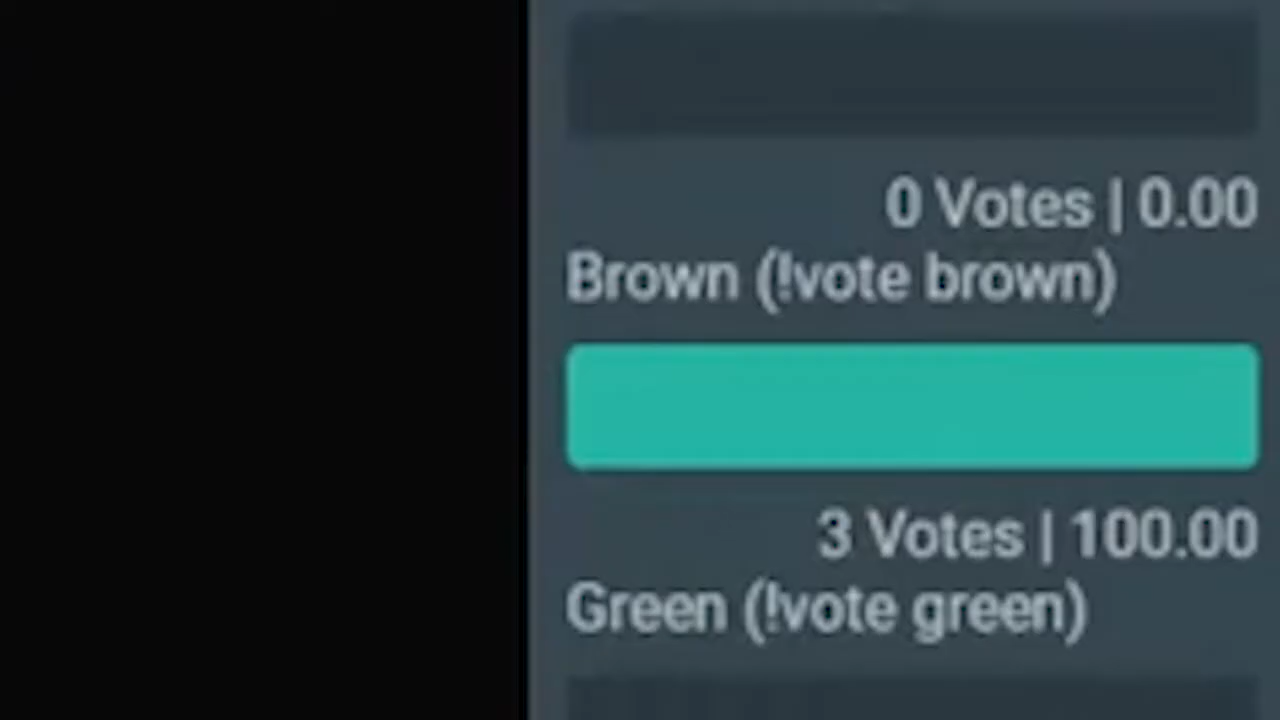 0 Votes | 0.00
Brown (!vote brown)
3 Votes | 100.00
Green (!vote green)